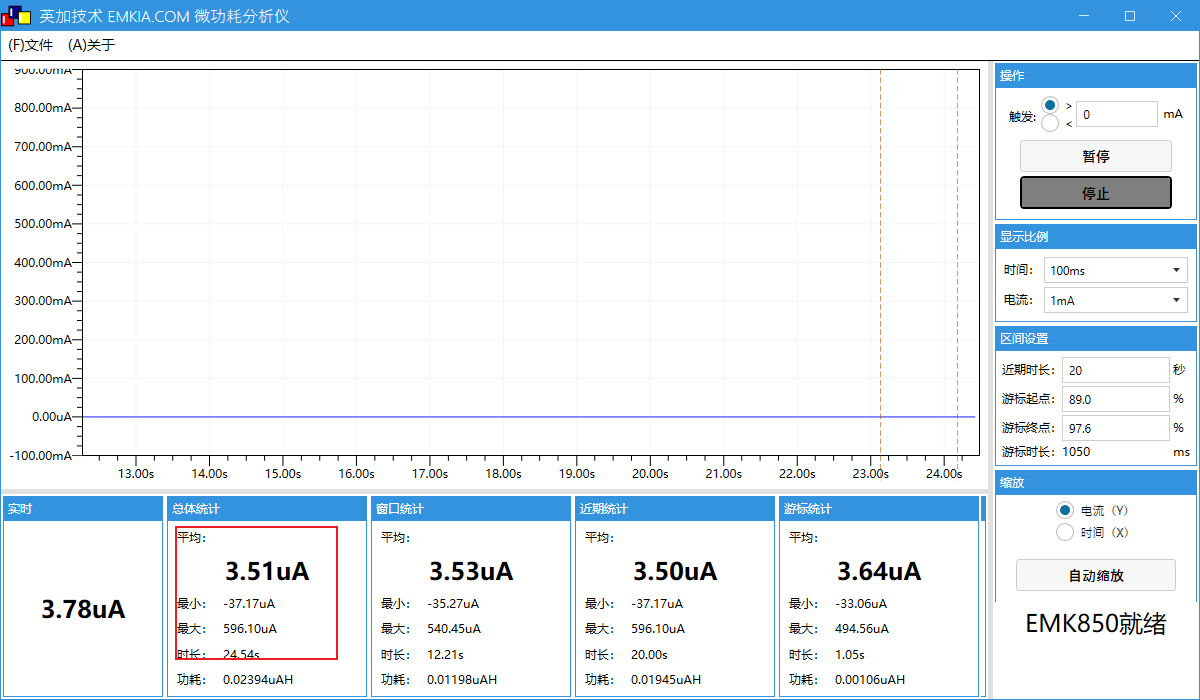 英加技术 EMKIA.COM 微功耗分析仪
(F)文件 (A)关于
900.00mA
800.00mA
700.00mA
600.00mA
500.00mA
400.00mA
300.00mA
200.00mA
100.00mA
0.00uA
-100.00mA
13.00s 14.00s 15.00s 16.00s 17.00s 18.00s 19.00s 20.00s 21.00s 22.00s 23.00s 24.00s
操作
触发: > < 0 mA
暂停
停止
显示比例
时间: 100ms
电流: 1mA
区间设置
近期时长: 20 秒
游标起点: 89.0 %
游标终点: 97.6 %
游标时长: 1050 ms
缩放
电流（Y）
时间（X）
自动缩放
EMK850就绪
实时
3.78uA
总体统计
平均:
3.51uA
最小: -37.17uA
最大: 596.10uA
时长: 24.54s
功耗: 0.02394uAH
窗口统计
平均:
3.53uA
最小: -35.27uA
最大: 540.45uA
时长: 12.21s
功耗: 0.01198uAH
近期统计
平均:
3.50uA
最小: -37.17uA
最大: 596.10uA
时长: 20.00s
功耗: 0.01945uAH
游标统计
平均:
3.64uA
最小: -33.06uA
最大: 494.56uA
时长: 1.05s
功耗: 0.00106uAH